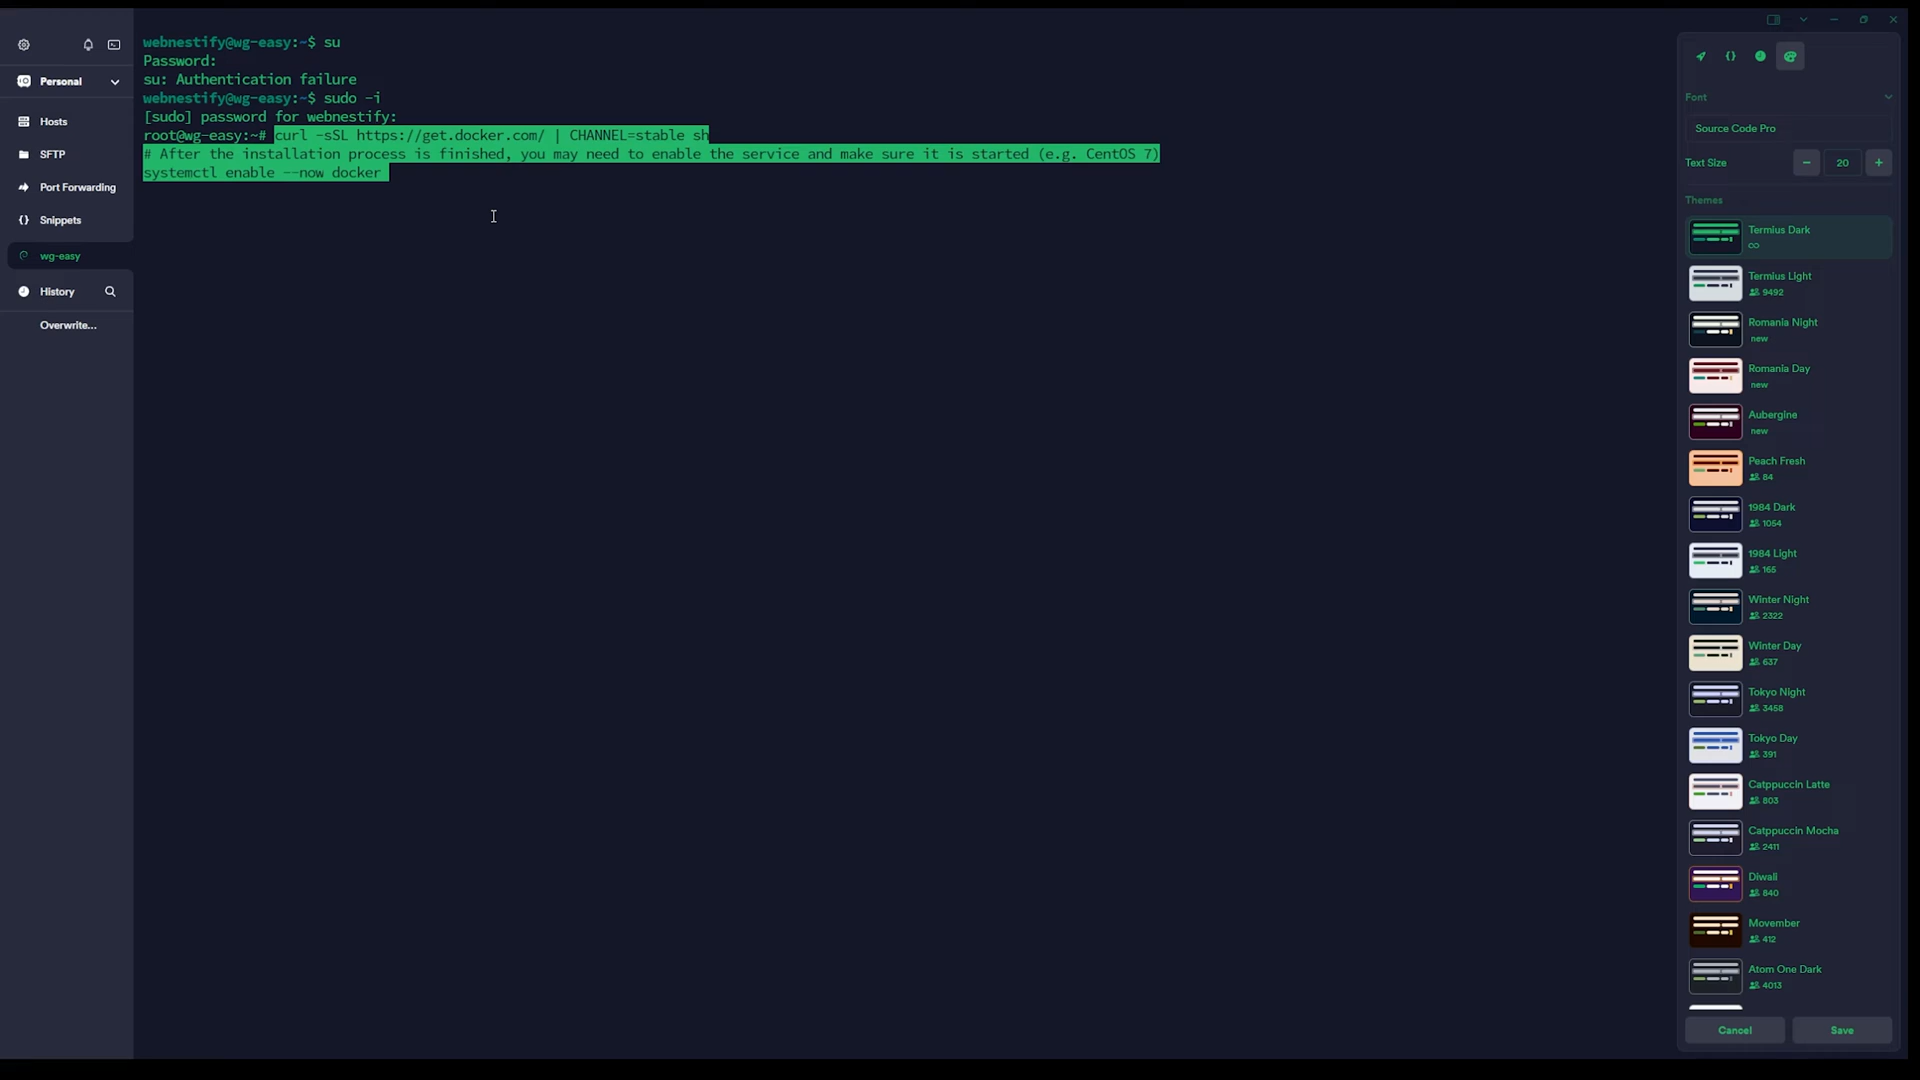 Personal
Hosts
SFTP
Port Forwarding
Snippets
wg-easy
History
Overwrite...
webnestify@wg-easy:~$ su
Password:
su: Authentication failure
webnestify@wg-easy:~$ sudo -i
[sudo] password for webnestify:
root@wg-easy:~# curl -sSL https://get.docker.com/ | CHANNEL=stable sh
# After the installation process is finished, you may need to enable the service and make sure it is started (e.g. CentOS 7)
systemctl enable --now docker
Font
Source Code Pro
Text Size
− 20 +
Themes
Termius Dark
∞
Termius Light
9492
Romania Night
new
Romania Day
new
Aubergine
new
Peach Fresh
84
1984 Dark
1054
1984 Light
165
Winter Night
2322
Winter Day
637
Tokyo Night
3458
Tokyo Day
391
Catppuccin Latte
803
Catppuccin Mocha
2411
Diwali
840
Movember
412
Atom One Dark
4013
Cancel
Save